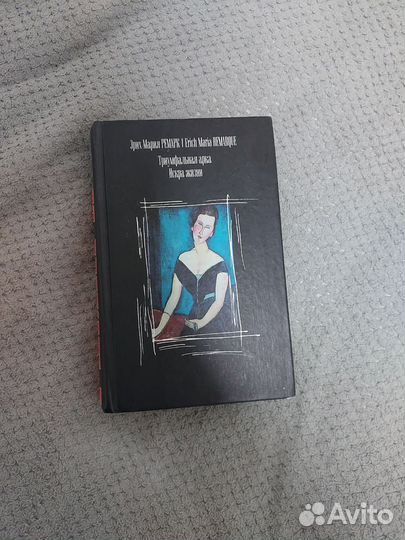 Эрих Мария РЕМАРК | Erich Maria REMARQUE
Триумфальная арка
Искра жизни
Avito